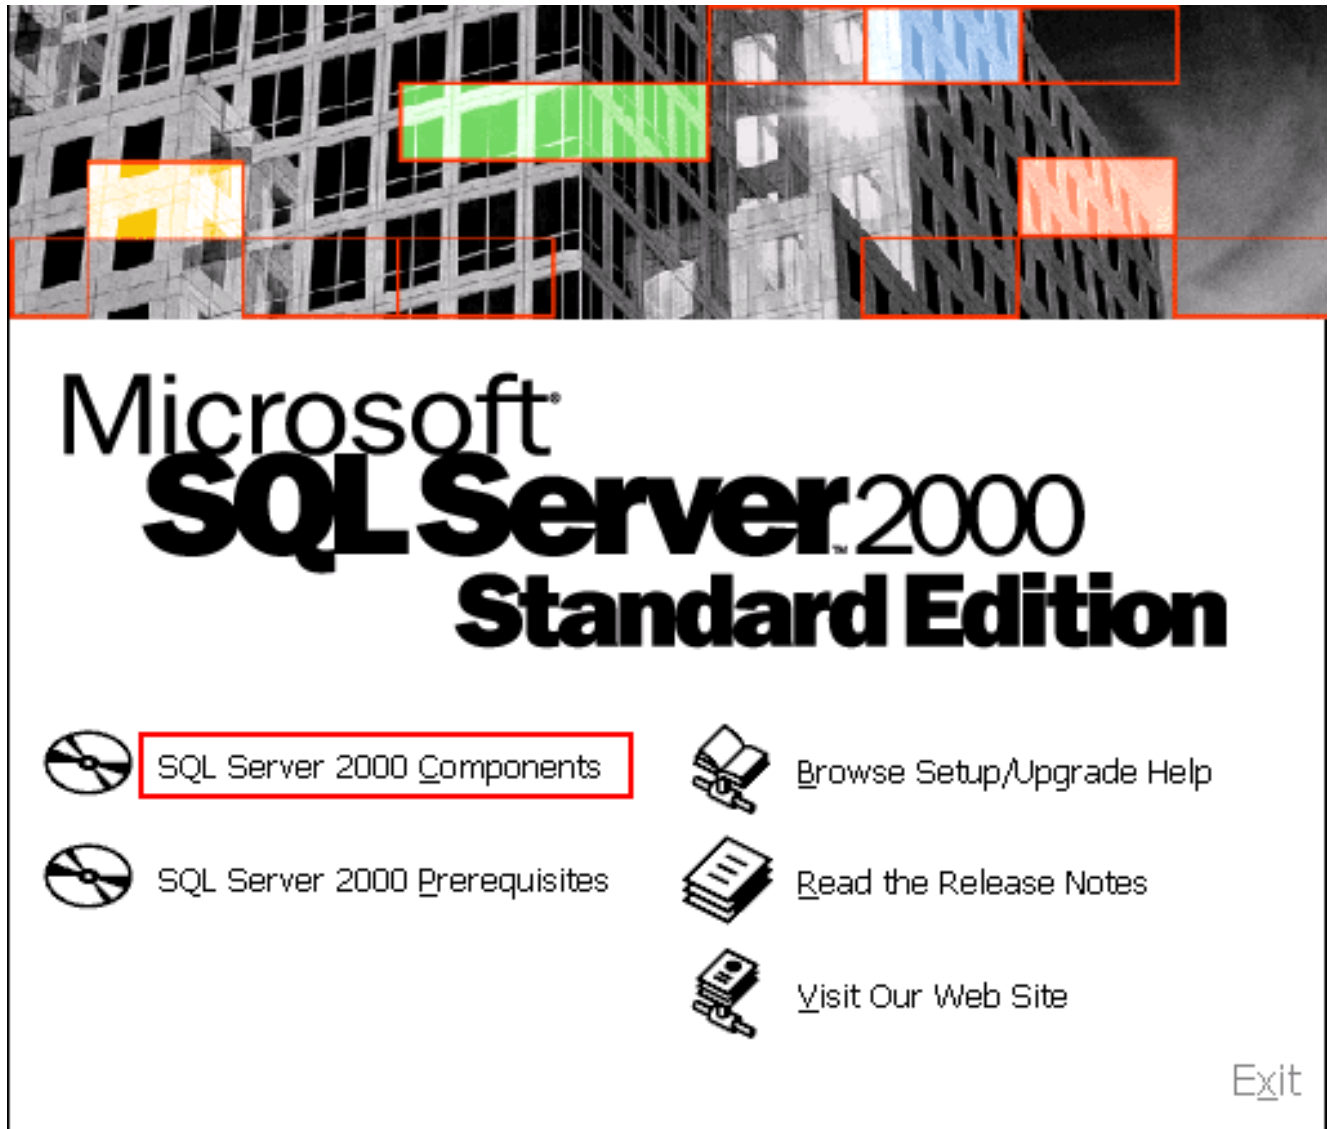 Microsoft®
SQL Server™ 2000
Standard Edition
SQL Server 2000 Components
SQL Server 2000 Prerequisites
Browse Setup/Upgrade Help
Read the Release Notes
Visit Our Web Site
Exit